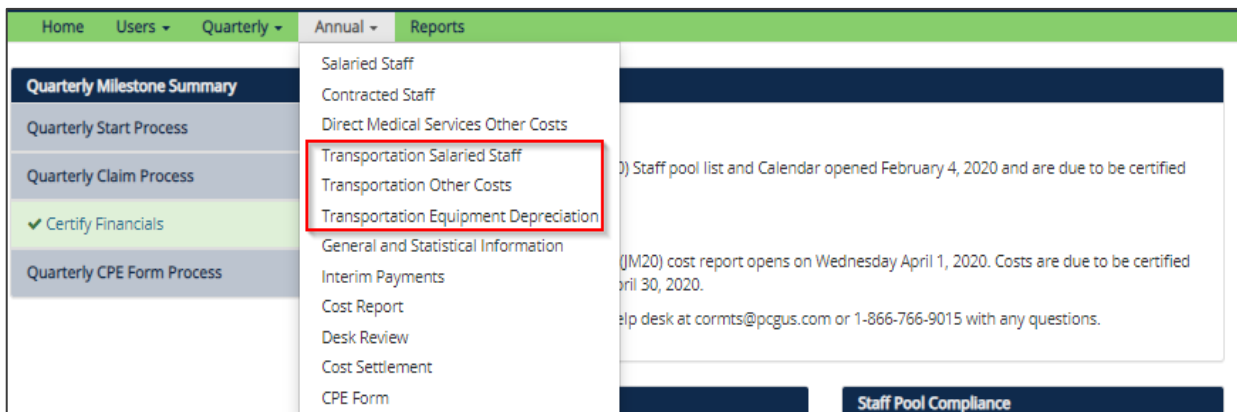 Home Users Quarterly Annual Reports
Quarterly Milestone Summary
Quarterly Start Process
Quarterly Claim Process
✔ Certify Financials
Quarterly CPE Form Process
Salaried Staff
Contracted Staff
Direct Medical Services Other Costs
Transportation Salaried Staff
Transportation Other Costs
Transportation Equipment Depreciation
General and Statistical Information
Interim Payments
Cost Report
Desk Review
Cost Settlement
CPE Form
0) Staff pool list and Calendar opened February 4, 2020 and are due to be certified
(JM20) cost report opens on Wednesday April 1, 2020. Costs are due to be certified
pril 30, 2020.
elp desk at cormts@pcgus.com or 1-866-766-9015 with any questions.
Staff Pool Compliance